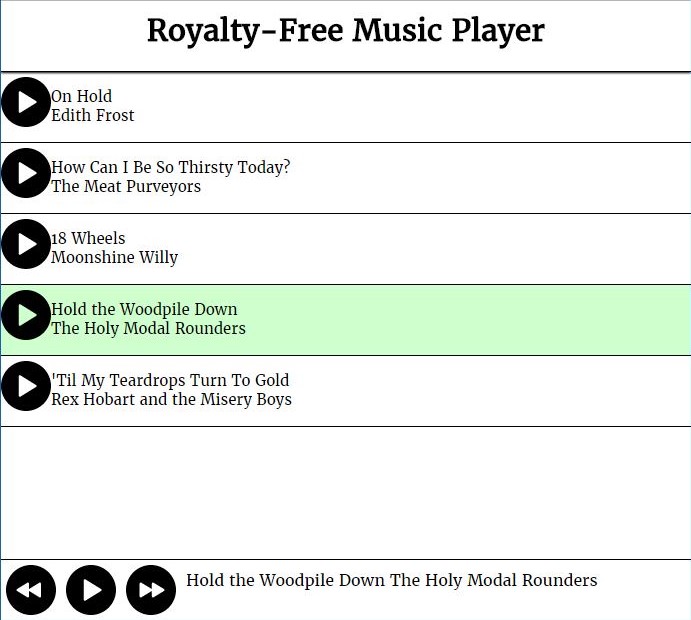 Royalty-Free Music Player
On Hold
Edith Frost
How Can I Be So Thirsty Today?
The Meat Purveyors
18 Wheels
Moonshine Willy
Hold the Woodpile Down
The Holy Modal Rounders
'Til My Teardrops Turn To Gold
Rex Hobart and the Misery Boys
Hold the Woodpile Down The Holy Modal Rounders